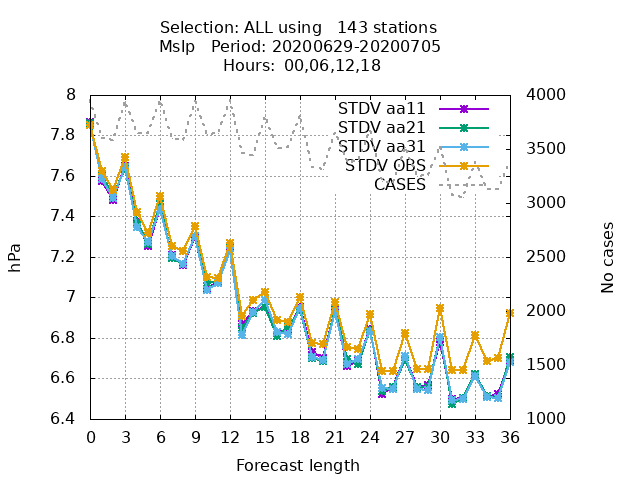 Selection: ALL using   143 stations
Mslp   Period: 20200629-20200705
Hours: 00,06,12,18
8
7.8
7.6
7.4
7.2
7
6.8
6.6
6.4
hPa
4000
3500
3000
2500
2000
1500
1000
No cases
STDV aa11
STDV aa21
STDV aa31
STDV OBS
CASES
0 3 6 9 12 15 18 21 24 27 30 33 36
Forecast length